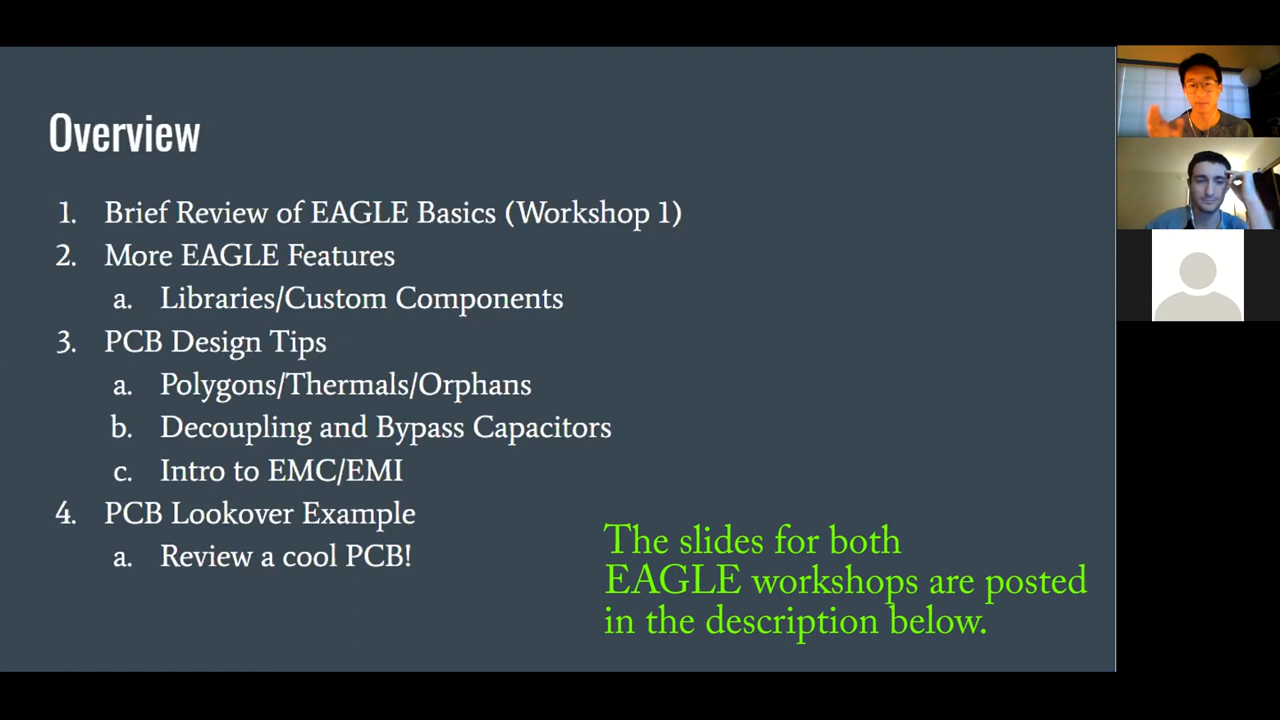 Overview
1. Brief Review of EAGLE Basics (Workshop 1)
2. More EAGLE Features
a. Libraries/Custom Components
3. PCB Design Tips
a. Polygons/Thermals/Orphans
b. Decoupling and Bypass Capacitors
c. Intro to EMC/EMI
4. PCB Lookover Example
a. Review a cool PCB!
The slides for both
EAGLE workshops are posted
in the description below.